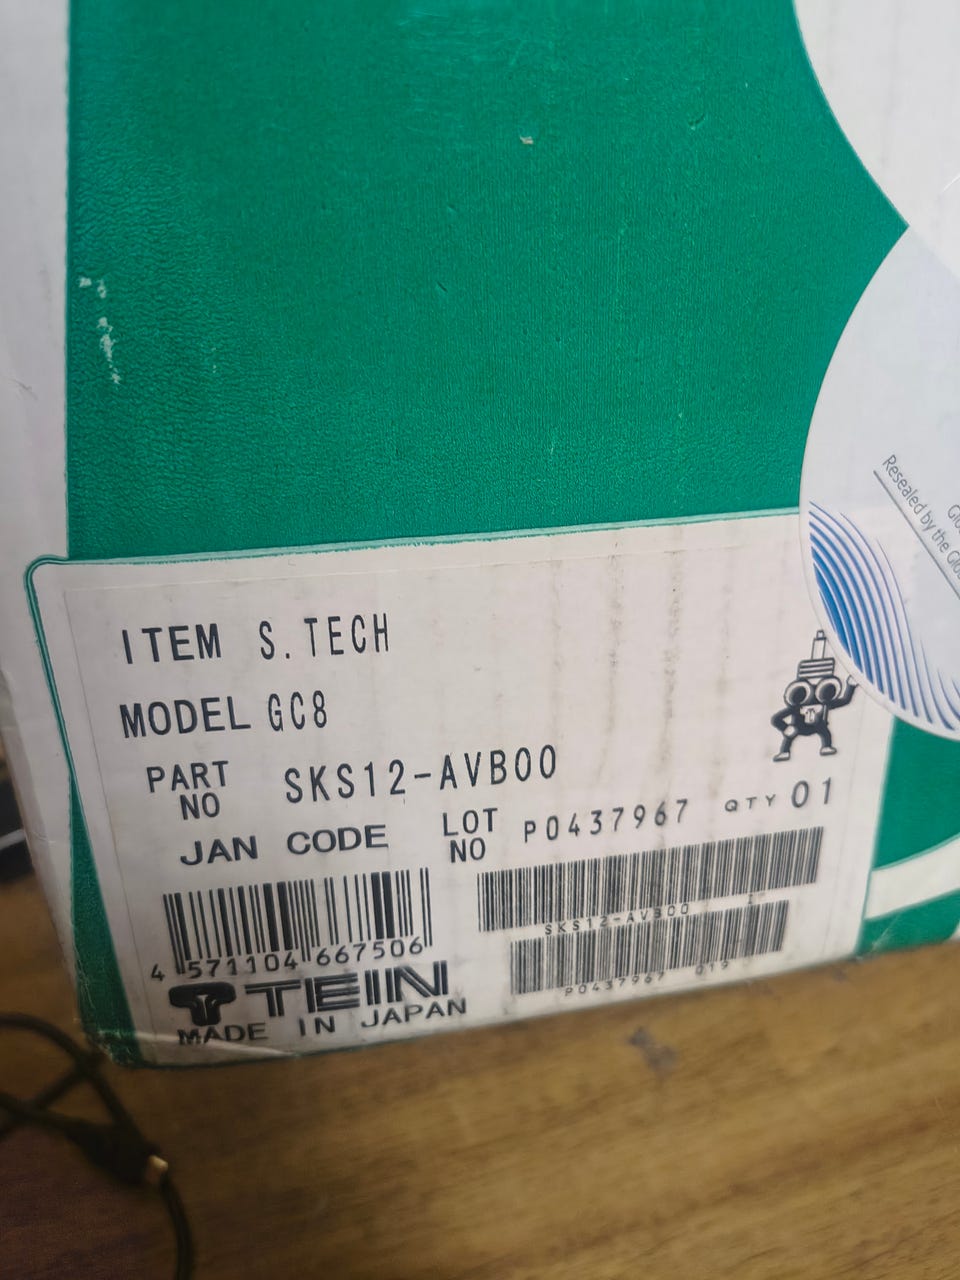 ITEM S.TECH
MODEL GC8
PART NO SKS12-AVB00
JAN CODE
LOT NO P0437967 QTY 01
SKS12-AVB00
4 571104 667506
P0437967 019
TEIN
MADE IN JAPAN
Resealed by the